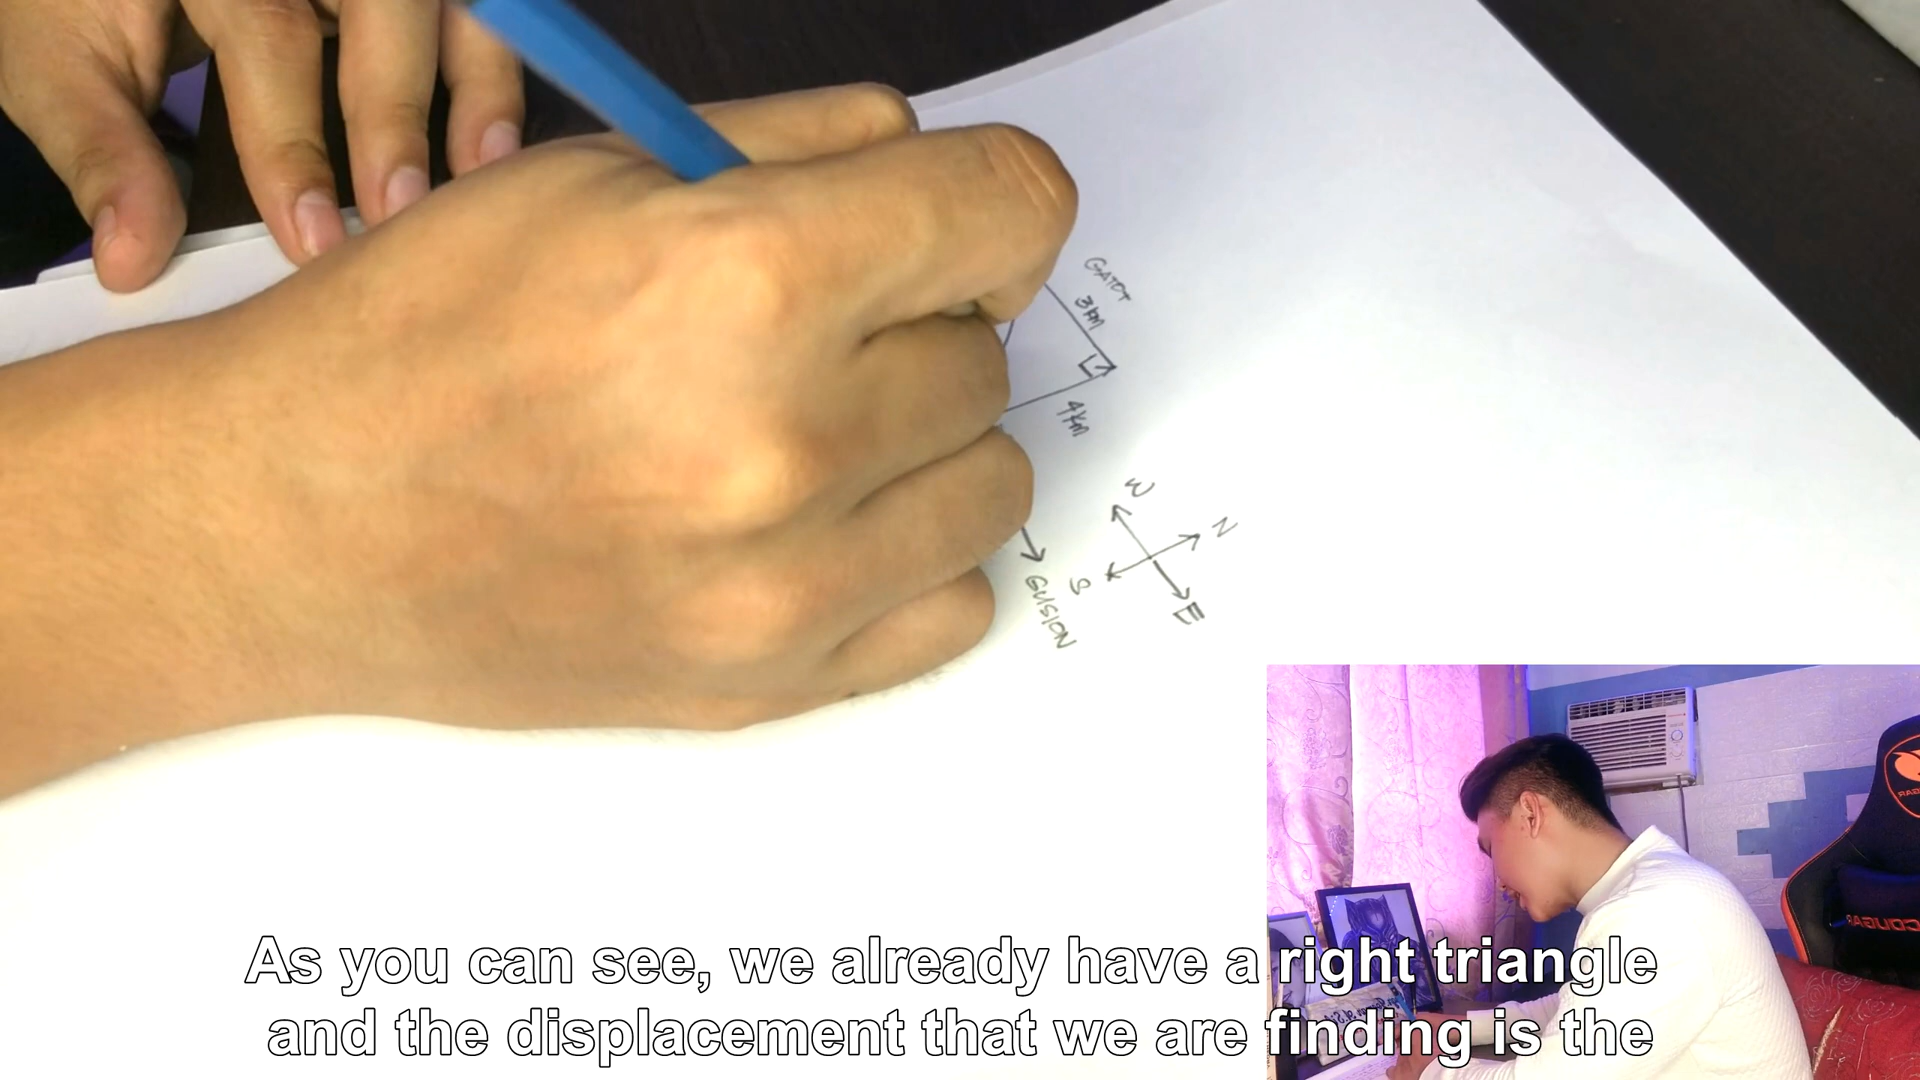 GATOT
3km
4km
W
N
S
E
GUSION
COUGAR
As you can see, we already have a right triangle
and the displacement that we are finding is the